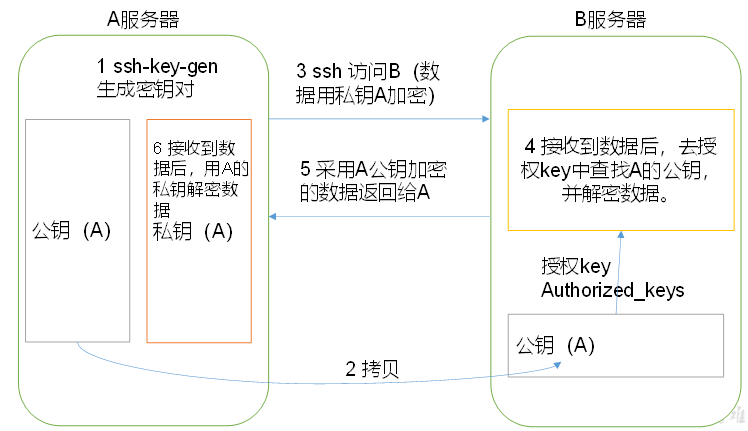 A服务器
B服务器
1 ssh-key-gen
生成密钥对
3 ssh 访问B（数
据用私钥A加密）
公钥（A）
6 接收到数
据后，用A的
私钥解密数
据
私钥（A）
5 采用A公钥加密
的数据返回给A
4 接收到数据后，去授
权key中查找A的公钥，
并解密数据。
授权key
Authorized_keys
公钥（A）
2 拷贝